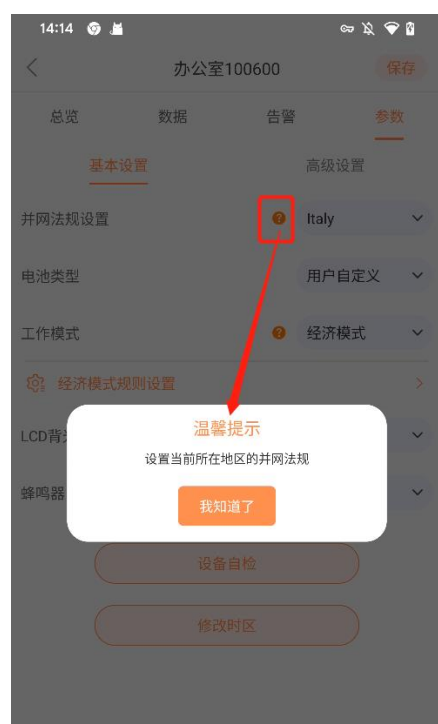 14:14
办公室100600
保存
总览 数据 告警 参数
基本设置 高级设置
并网法规设置 ? Italy
电池类型 用户自定义
工作模式 ? 经济模式
经济模式规则设置
LCD背
温馨提示
设置当前所在地区的并网法规
蜂鸣器
我知道了
设备自检
修改时区